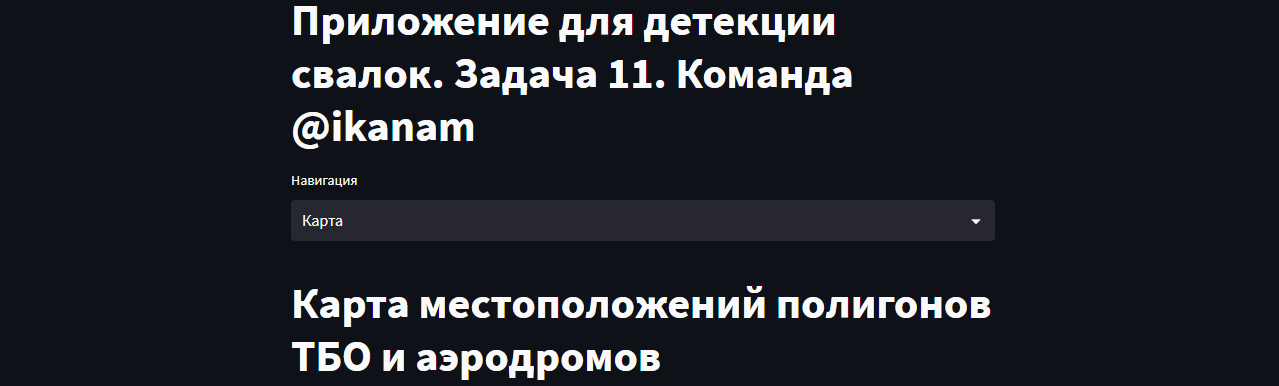 Приложение для детекции
свалок. Задача 11. Команда
@ikanam
Навигация
Карта
Карта местоположений полигонов
ТБО и аэродромов